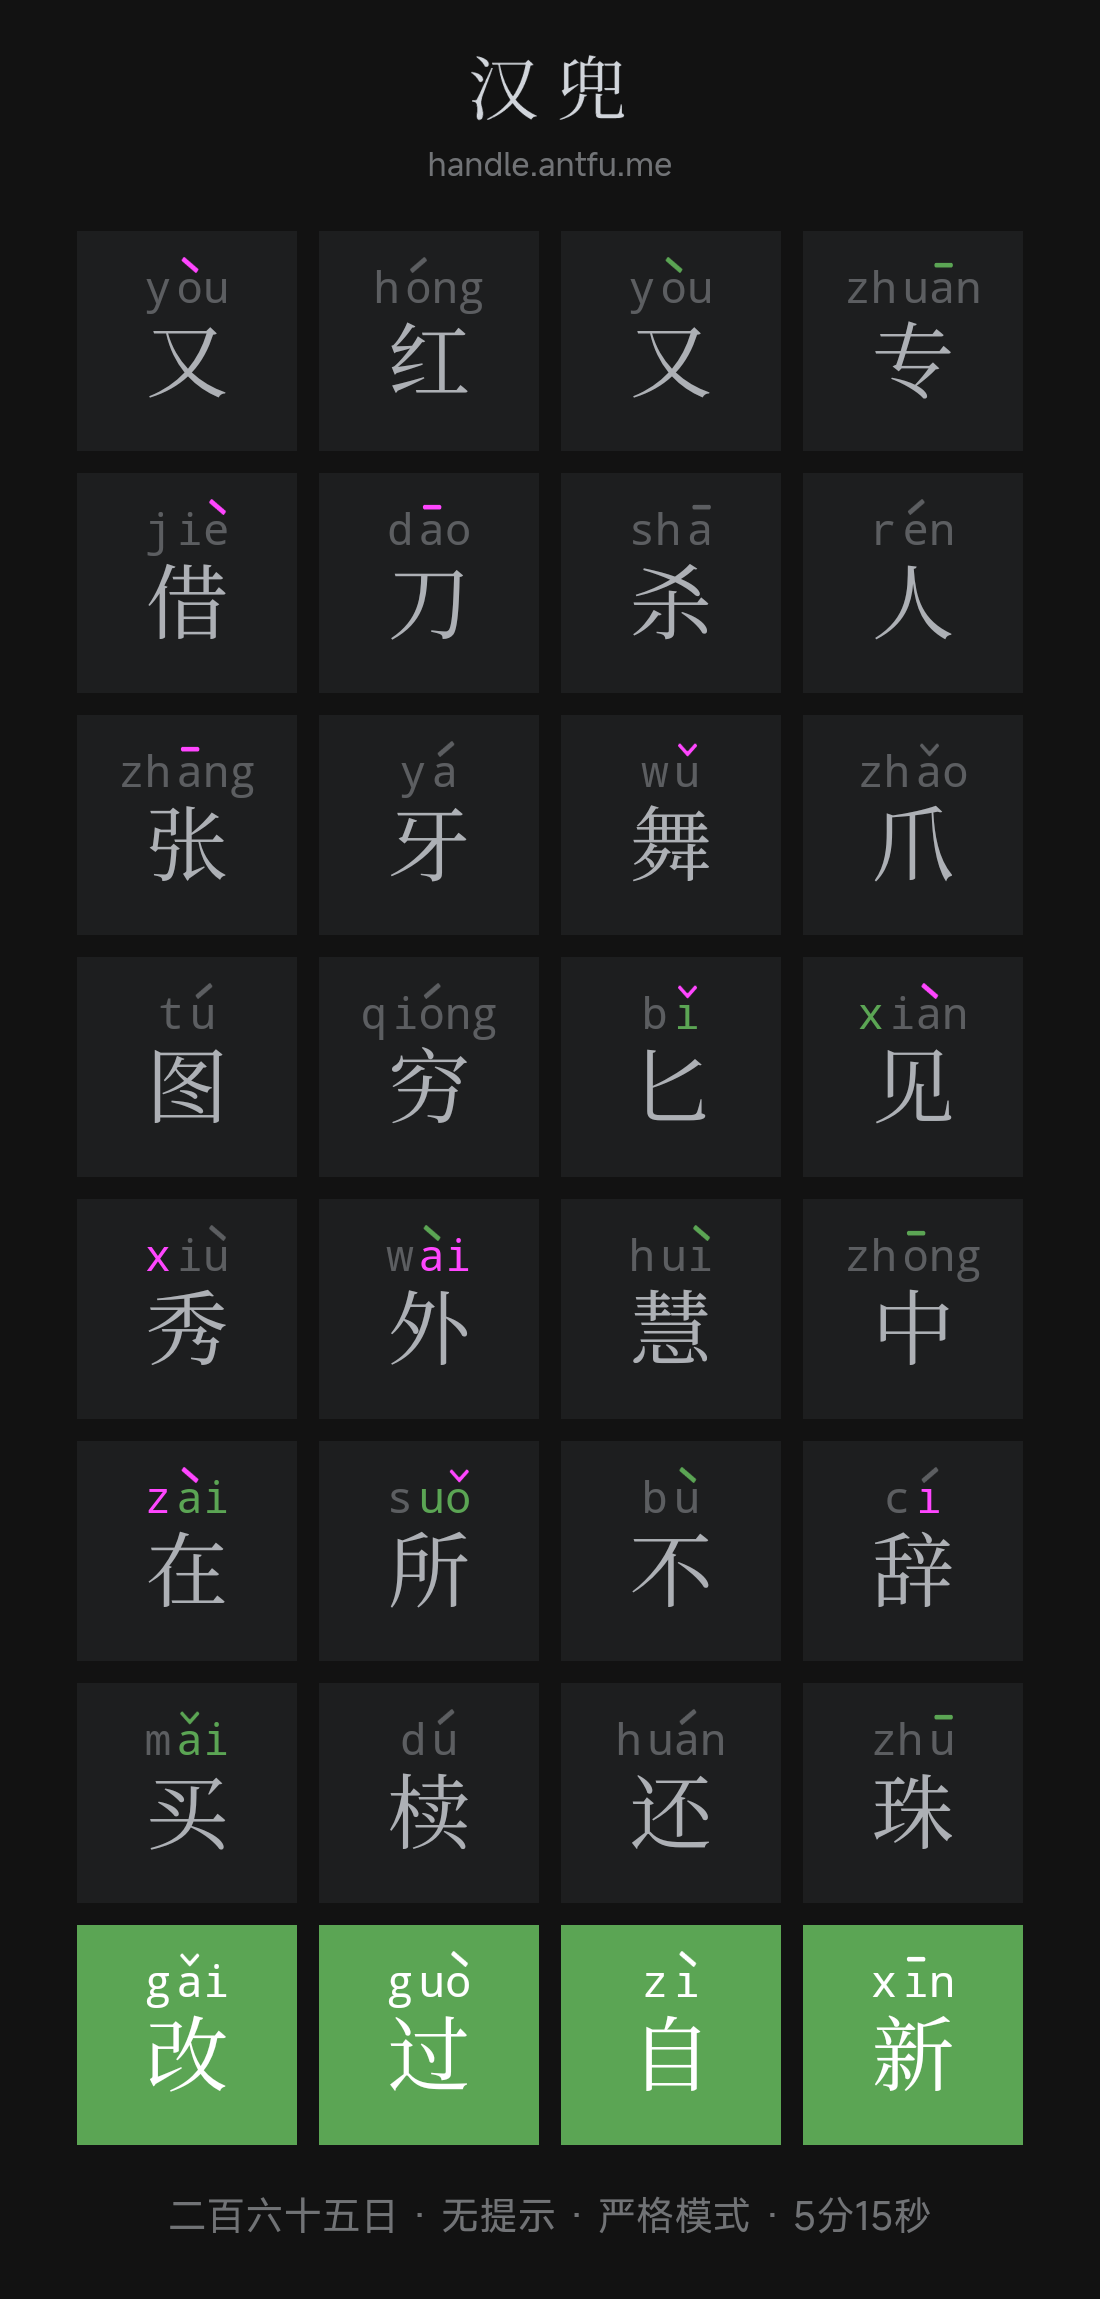 汉兜
handle.antfu.me
yòu hóng yòu zhuān
又 红 又 专
jiè dāo shā rén
借 刀 杀 人
zhāng yá wǔ zhǎo
张 牙 舞 爪
tú qióng bǐ xiàn
图 穷 匕 见
xiù wài huì zhōng
秀 外 慧 中
zài suǒ bù cí
在 所 不 辞
mǎi dú huán zhū
买 椟 还 珠
gǎi guò zì xīn
改 过 自 新
二百六十五日 · 无提示 · 严格模式 · 5分15秒